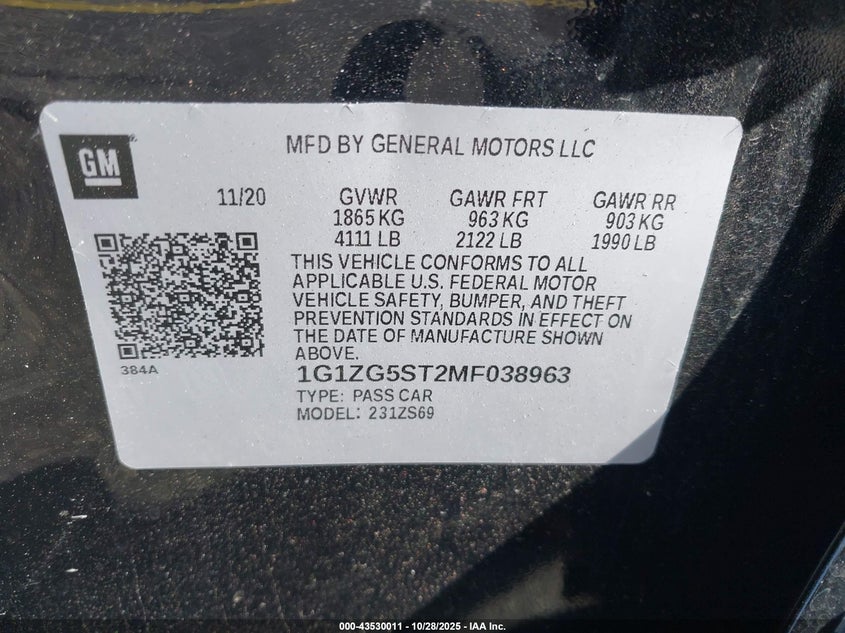 GM
MFD BY GENERAL MOTORS LLC
11/20 GVWR GAWR FRT GAWR RR
1865 KG 963 KG 903 KG
4111 LB 2122 LB 1990 LB
THIS VEHICLE CONFORMS TO ALL
APPLICABLE U.S. FEDERAL MOTOR
VEHICLE SAFETY, BUMPER, AND THEFT
PREVENTION STANDARDS IN EFFECT ON
THE DATE OF MANUFACTURE SHOWN
ABOVE.
384A
1G1ZG5ST2MF038963
TYPE: PASS CAR
MODEL: 231ZS69
000-43530011 - 10/28/2025 - IAA Inc.